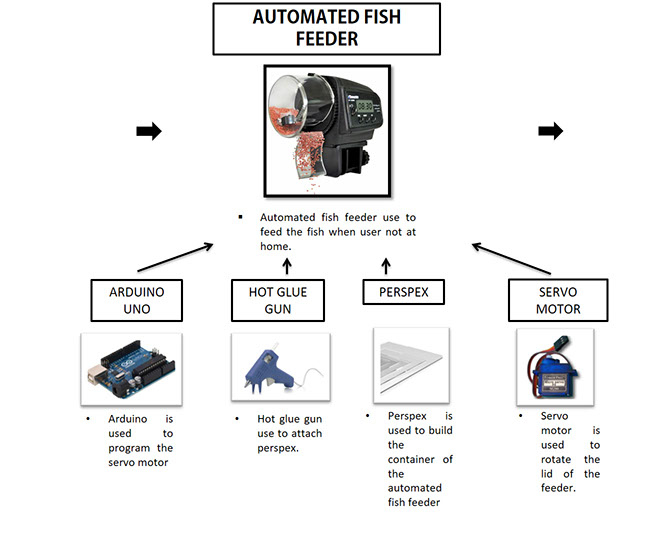 AUTOMATED FISH
FEEDER
08:30
▪ Automated fish feeder use to
feed the fish when user not at
home.
ARDUINO
UNO
HOT GLUE
GUN
PERSPEX
SERVO
MOTOR
• Arduino is
used to
program the
servo motor
• Hot glue gun
use to attach
perspex.
• Perspex is
used to build
the
container of
the
automated
fish feeder
• Servo
motor is
used to
rotate the
lid of the
feeder.